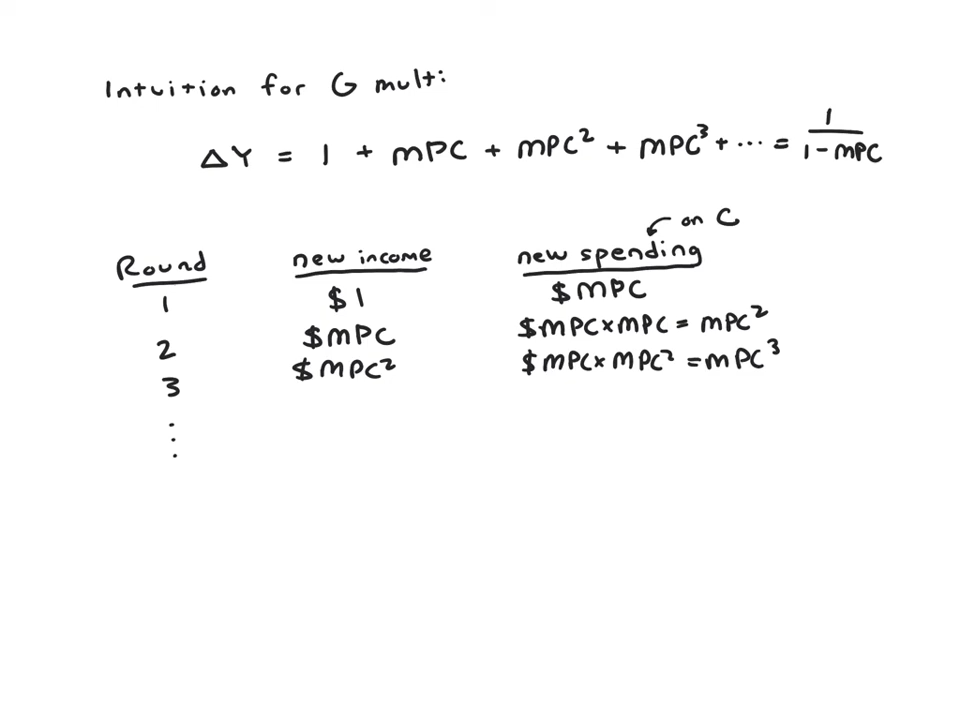 Intuition for G mult:
ΔY = 1 + MPC + MPC² + MPC³ + ... = 1/(1 - MPC)
on C
Round new income new spending
1 $1 $MPC
2 $MPC $MPC×MPC = MPC²
3 $MPC² $MPC×MPC² = MPC³
⋮